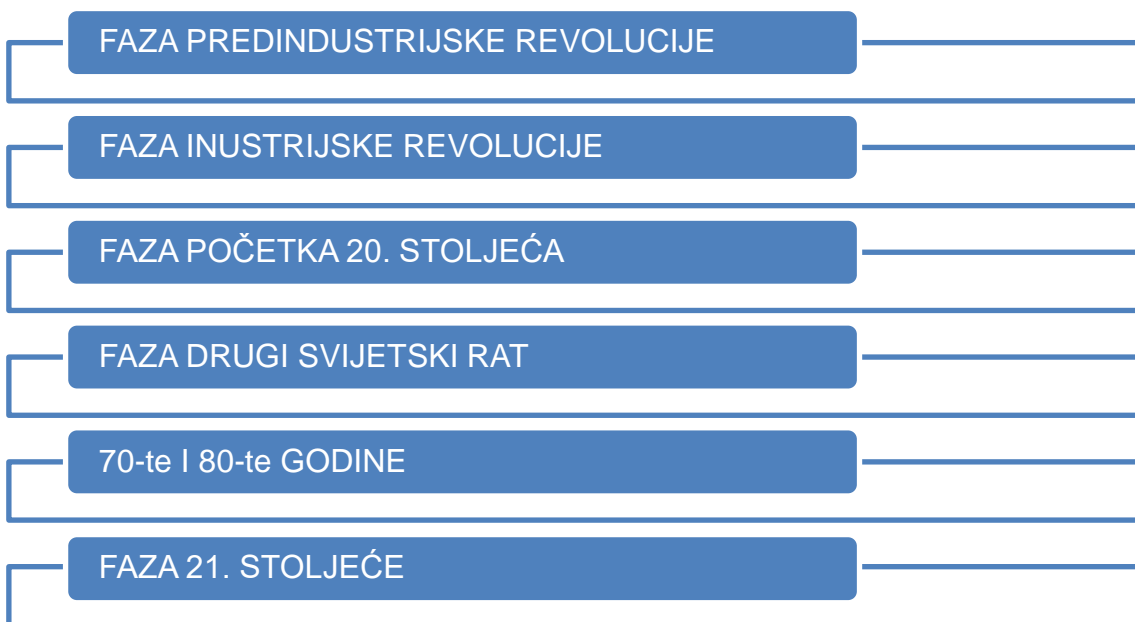 FAZA PREDINDUSTRIJSKE REVOLUCIJE
FAZA INUSTRIJSKE REVOLUCIJE
FAZA POČETKA 20. STOLJEĆA
FAZA DRUGI SVIJETSKI RAT
70-te I 80-te GODINE
FAZA 21. STOLJEĆE